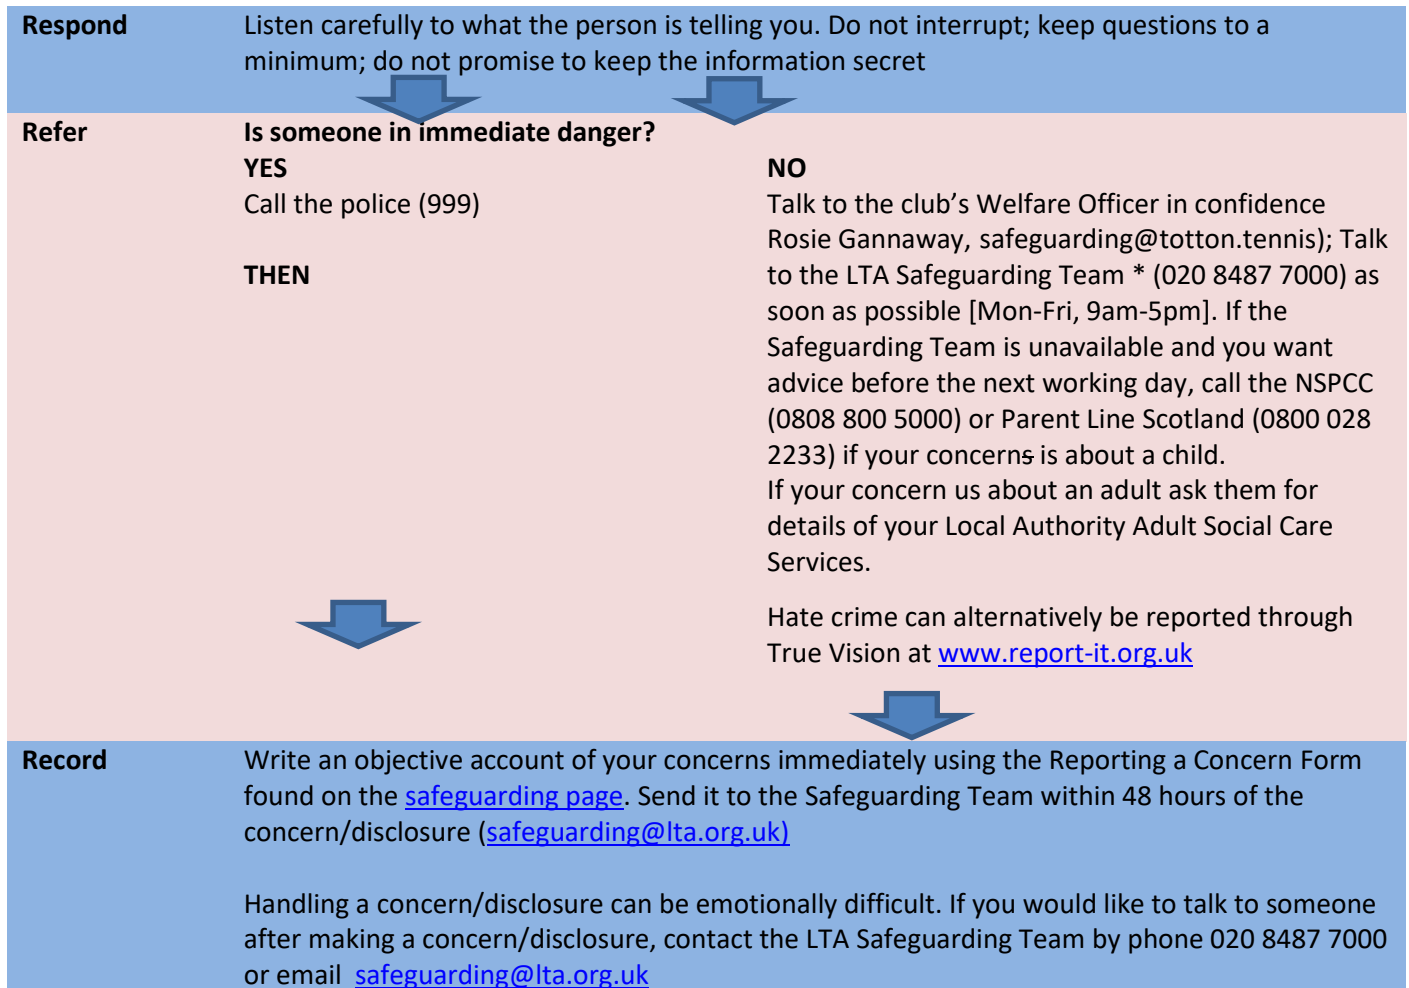 Respond
Listen carefully to what the person is telling you. Do not interrupt; keep questions to a
minimum; do not promise to keep the information secret
Refer
Is someone in immediate danger?
YES
Call the police (999)
THEN
NO
Talk to the club’s Welfare Officer in confidence
Rosie Gannaway, safeguarding@totton.tennis); Talk
to the LTA Safeguarding Team * (020 8487 7000) as
soon as possible [Mon-Fri, 9am-5pm]. If the
Safeguarding Team is unavailable and you want
advice before the next working day, call the NSPCC
(0808 800 5000) or Parent Line Scotland (0800 028
2233) if your concerns is about a child.
If your concern us about an adult ask them for
details of your Local Authority Adult Social Care
Services.
Hate crime can alternatively be reported through
True Vision at www.report-it.org.uk
Record
Write an objective account of your concerns immediately using the Reporting a Concern Form
found on the safeguarding page. Send it to the Safeguarding Team within 48 hours of the
concern/disclosure (safeguarding@lta.org.uk)
Handling a concern/disclosure can be emotionally difficult. If you would like to talk to someone
after making a concern/disclosure, contact the LTA Safeguarding Team by phone 020 8487 7000
or email safeguarding@lta.org.uk